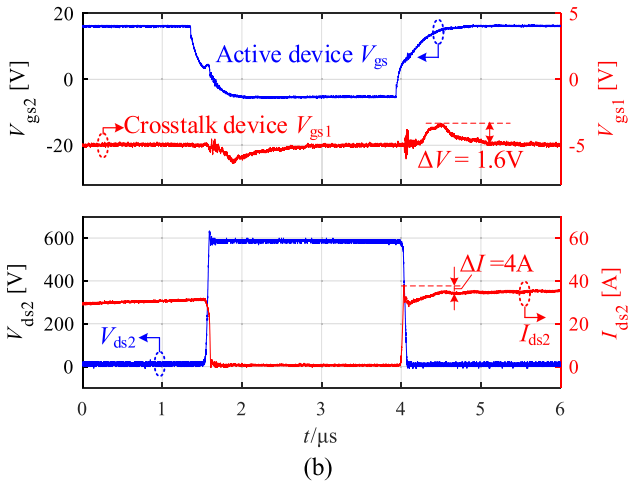 20
0
-20
V_gs2 [V]
Active device V_gs
Crosstalk device V_gs1
ΔV = 1.6V
5
0
-5
V_gs1 [V]
600
400
200
0
V_ds2 [V]
V_ds2
ΔI =4A
I_ds2
60
40
20
0
I_ds2 [A]
0 1 2 3 4 5 6
t/μs
(b)